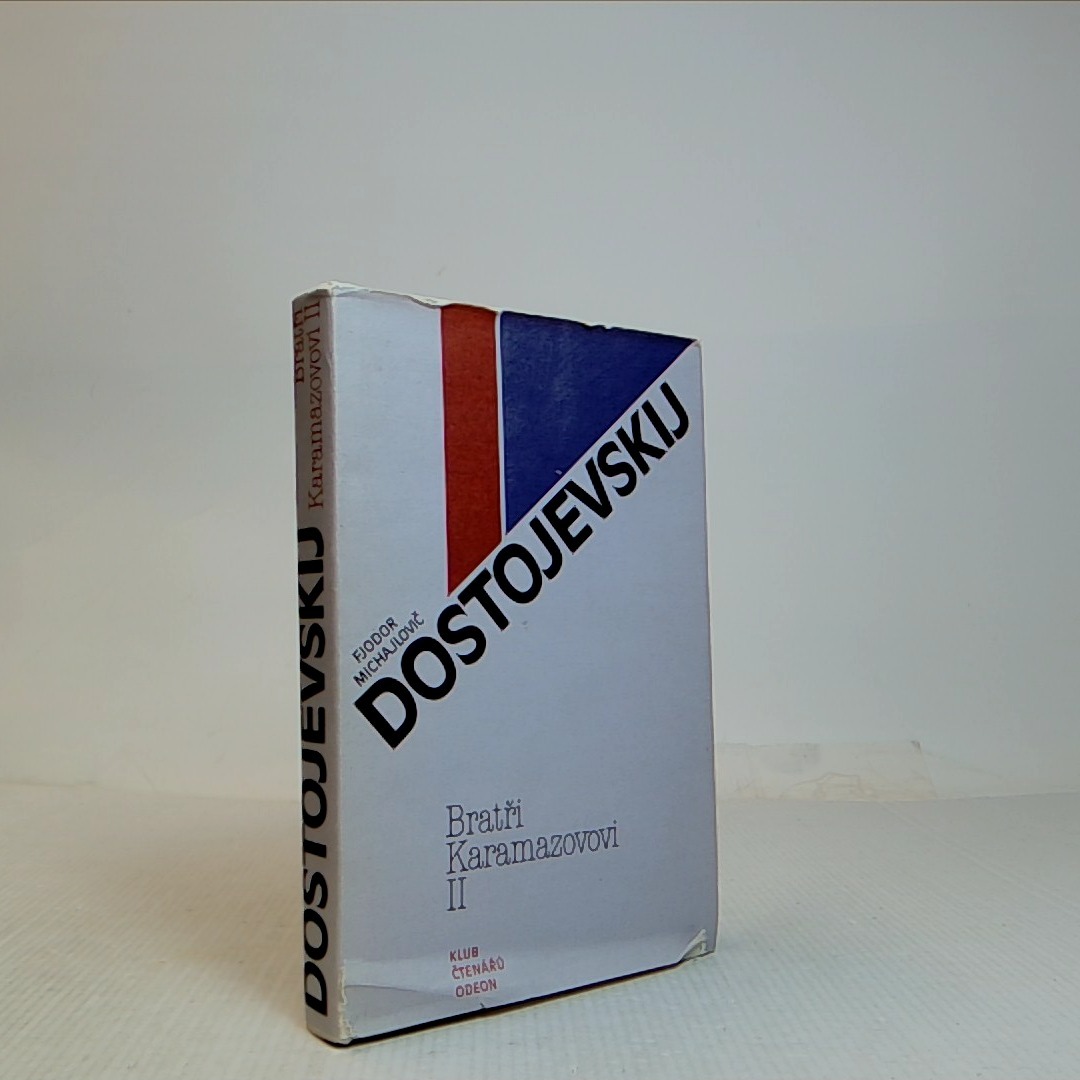 FJODOR
MICHAJLOVIČ
DOSTOJEVSKIJ
Bratři
Karamazovovi
II
KLUB
ČTENÁŘŮ
ODEON
DOSTOJEVSKIJ
Bratři
Karamazovovi II